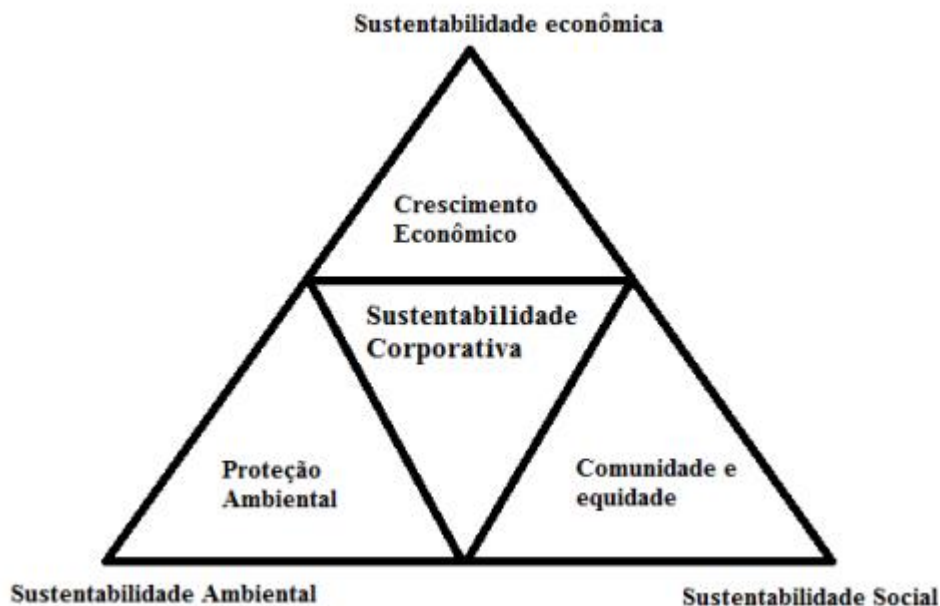 Sustentabilidade econômica
Crescimento
Econômico
Sustentabilidade
Corporativa
Proteção
Ambiental
Comunidade e
equidade
Sustentabilidade Ambiental
Sustentabilidade Social